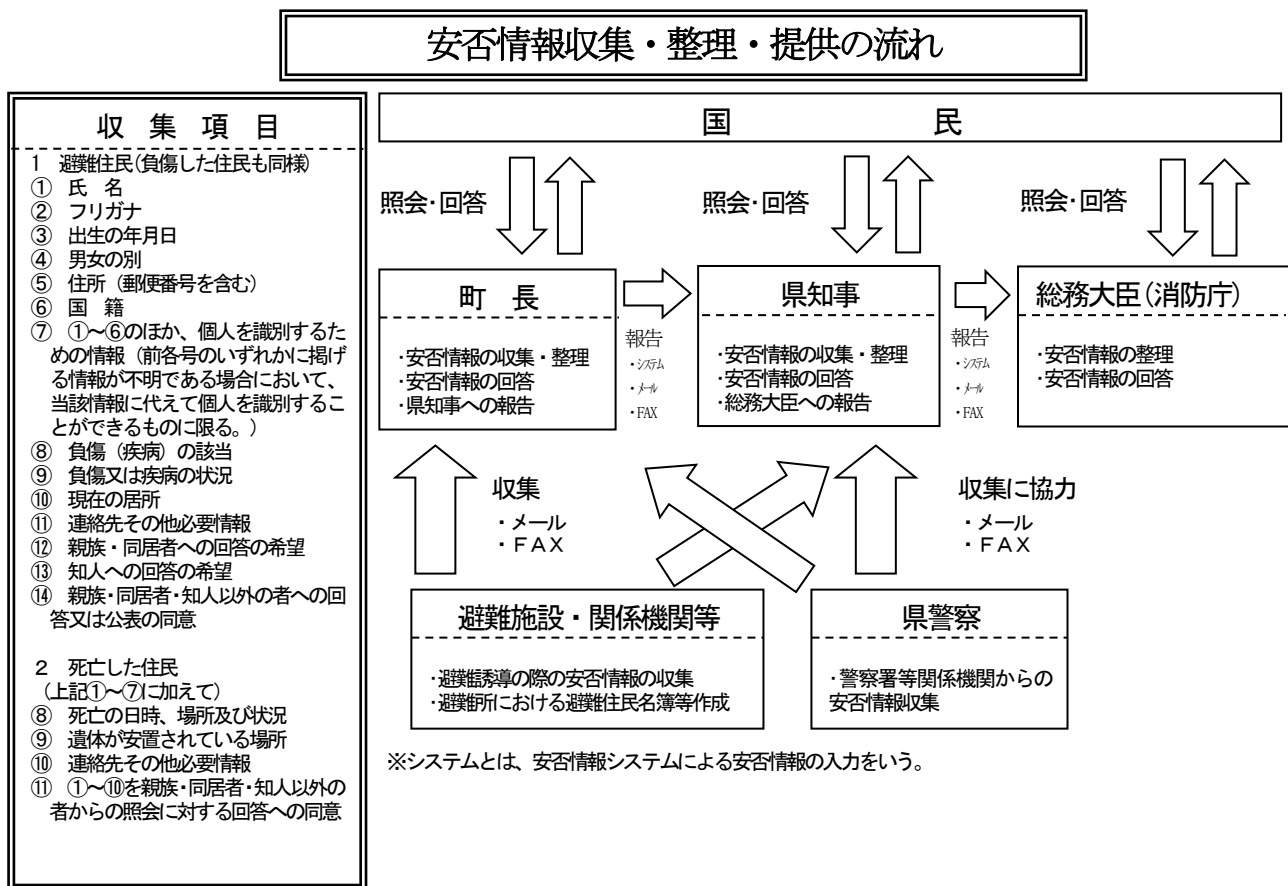 安否情報収集・整理・提供の流れ
収 集 項 目
1 避難住民(負傷した住民も同様)
① 氏 名
② フリガナ
③ 出生の年月日
④ 男女の別
⑤ 住所（郵便番号を含む）
⑥ 国 籍
⑦ ①～⑥のほか、個人を識別するた
めの情報（前各号のいずれかに掲げ
る情報が不明である場合において、
当該情報に代えて個人を識別するこ
とができるものに限る。）
⑧ 負傷（疾病）の該当
⑨ 負傷又は疾病の状況
⑩ 現在の居所
⑪ 連絡先その他必要情報
⑫ 親族・同居者への回答の希望
⑬ 知人への回答の希望
⑭ 親族・同居者・知人以外の者への回
答又は公表の同意
2 死亡した住民
（上記①～⑦に加えて）
⑧ 死亡の日時、場所及び状況
⑨ 遺体が安置されている場所
⑩ 連絡先その他必要情報
⑪ ①～⑩を親族・同居者・知人以外の
者からの照会に対する回答への同意
国 民
照会・回答
照会・回答
照会・回答
町 長
・安否情報の収集・整理
・安否情報の回答
・県知事への報告
報告
・システム
・メール
・FAX
県知事
・安否情報の収集・整理
・安否情報の回答
・総務大臣への報告
報告
・システム
・メール
・FAX
総務大臣（消防庁）
・安否情報の整理
・安否情報の回答
収集
・メール
・ＦＡＸ
収集に協力
・メール
・ＦＡＸ
避難施設・関係機関等
・避難誘導の際の安否情報の収集
・避難所における避難住民名簿等作成
県警察
・警察署等関係機関からの
安否情報収集
※システムとは、安否情報システムによる安否情報の入力をいう。